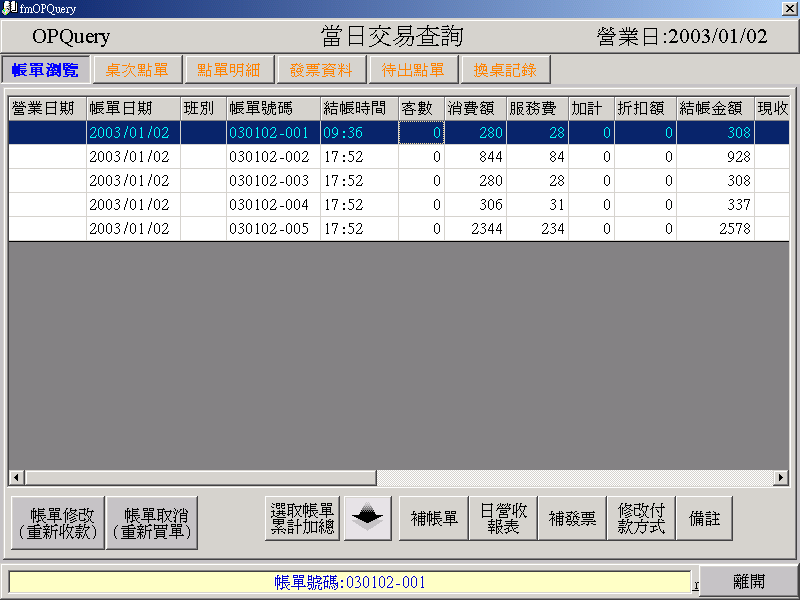 fmOPQuery
OPQuery 當日交易查詢 營業日:2003/01/02
帳單瀏覽 桌次點單 點單明細 發票資料 待出點單 換桌記錄
營業日期 帳單日期 班別 帳單號碼 結帳時間 客數 消費額 服務費 加計 折扣額 結帳金額 現收
2003/01/02 030102-001 09:36 0 280 28 0 0 308
2003/01/02 030102-002 17:52 0 844 84 0 0 928
2003/01/02 030102-003 17:52 0 280 28 0 0 308
2003/01/02 030102-004 17:52 0 306 31 0 0 337
2003/01/02 030102-005 17:52 0 2344 234 0 0 2578
帳單修改
(重新收款)
帳單取消
(重新買單)
選取帳單
累計加總
補帳單
日營收
報表
補發票
修改付
款方式
備註
帳單號碼:030102-001
離開